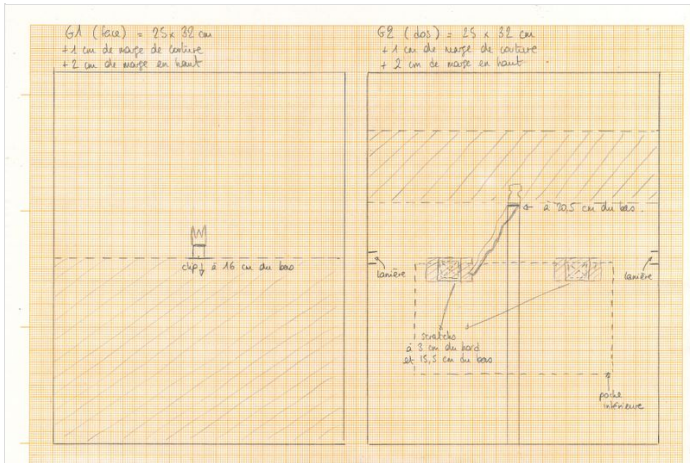 G1 (face) = 25 x 32 cm
+ 1 cm de marge de couture
+ 2 cm de marge en haut
clip à 16 cm du bas
G2 (dos) = 25 x 32 cm
+ 1 cm de marge de couture
+ 2 cm de marge en haut.
à 30,5 cm du bas.
lanière
lanière
scratchs
à 3 cm du bord
et 15,5 cm du bas
poche
intérieure